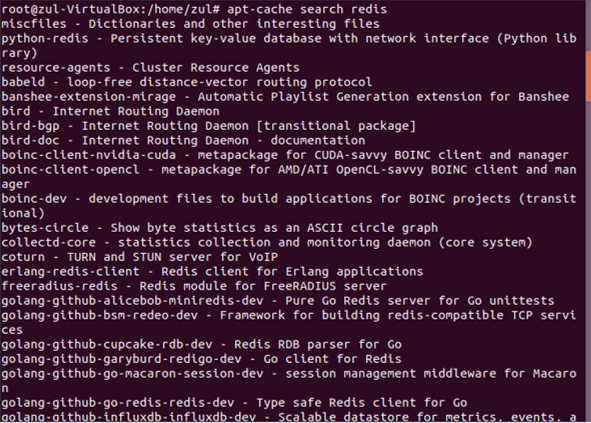 root@zul-VirtualBox:/home/zul# apt-cache search redis
miscfiles - Dictionaries and other interesting files
python-redis - Persistent key-value database with network interface (Python lib
rary)
resource-agents - Cluster Resource Agents
babeld - loop-free distance-vector routing protocol
banshee-extension-mirage - Automatic Playlist Generation extension for Banshee
bird - Internet Routing Daemon
bird-bgp - Internet Routing Daemon [transitional package]
bird-doc - Internet Routing Daemon - documentation
boinc-client-nvidia-cuda - metapackage for CUDA-savvy BOINC client and manager
boinc-client-opencl - metapackage for AMD/ATI OpenCL-savvy BOINC client and man
ager
boinc-dev - development files to build applications for BOINC projects (transit
ional)
bytes-circle - Show byte statistics as an ASCII circle graph
collectd-core - statistics collection and monitoring daemon (core system)
coturn - TURN and STUN server for VoIP
erlang-redis-client - Redis client for Erlang applications
freeradius-redis - Redis module for FreeRADIUS server
golang-github-alicebob-miniredis-dev - Pure Go Redis server for Go unittests
golang-github-bsm-redeo-dev - Framework for building redis-compatible TCP servi
ces
golang-github-cupcake-rdb-dev - Redis RDB parser for Go
golang-github-garyburd-redigo-dev - Go client for Redis
golang-github-go-macaron-session-dev - session management middleware for Macaro
n
golang-github-go-redis-redis-dev - Type safe Redis client for Go
golang-github-influxdb-influxdb-dev - Scalable datastore for metrics, events, a